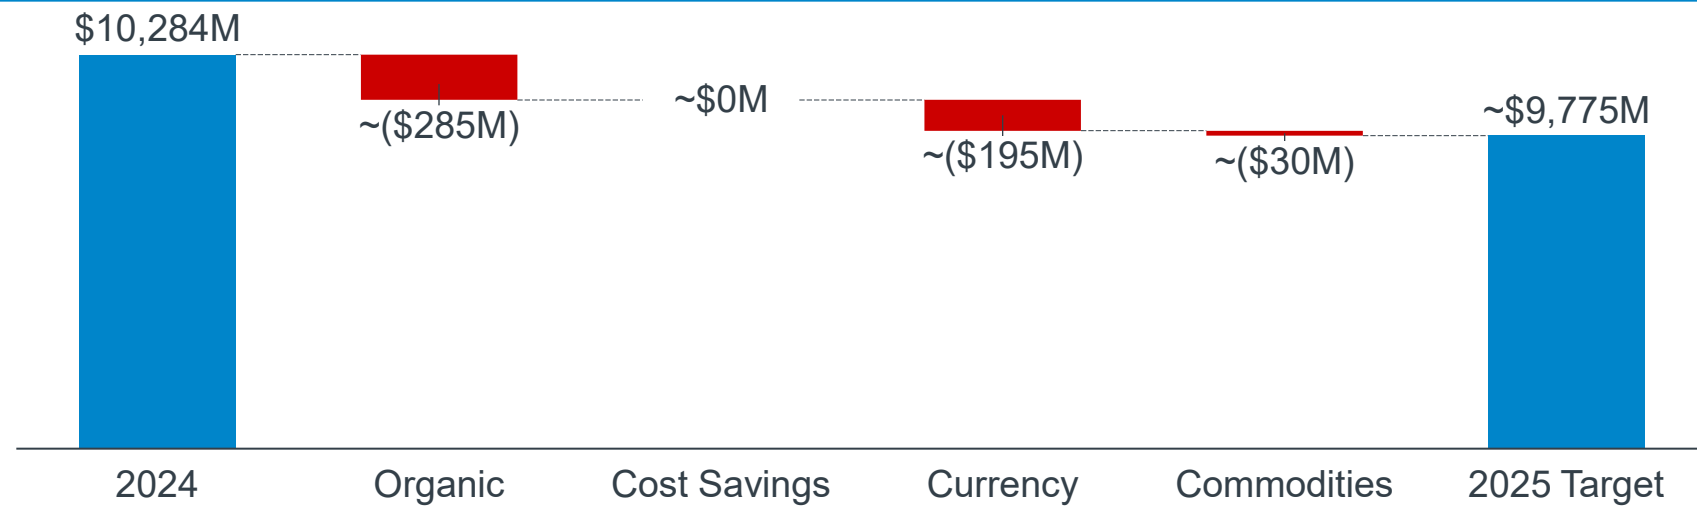 $10,284M
~($285M)
~$0M
~($195M)
~($30M)
~$9,775M
2024
Organic
Cost Savings
Currency
Commodities
2025 Target